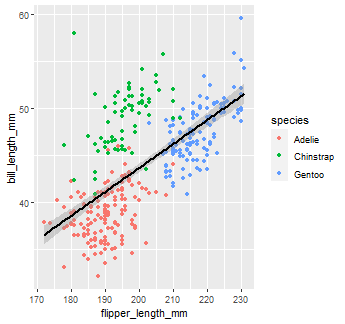 60
50
40
bill_length_mm
170
180
190
200
210
220
230
flipper_length_mm
species
Adelie
Chinstrap
Gentoo